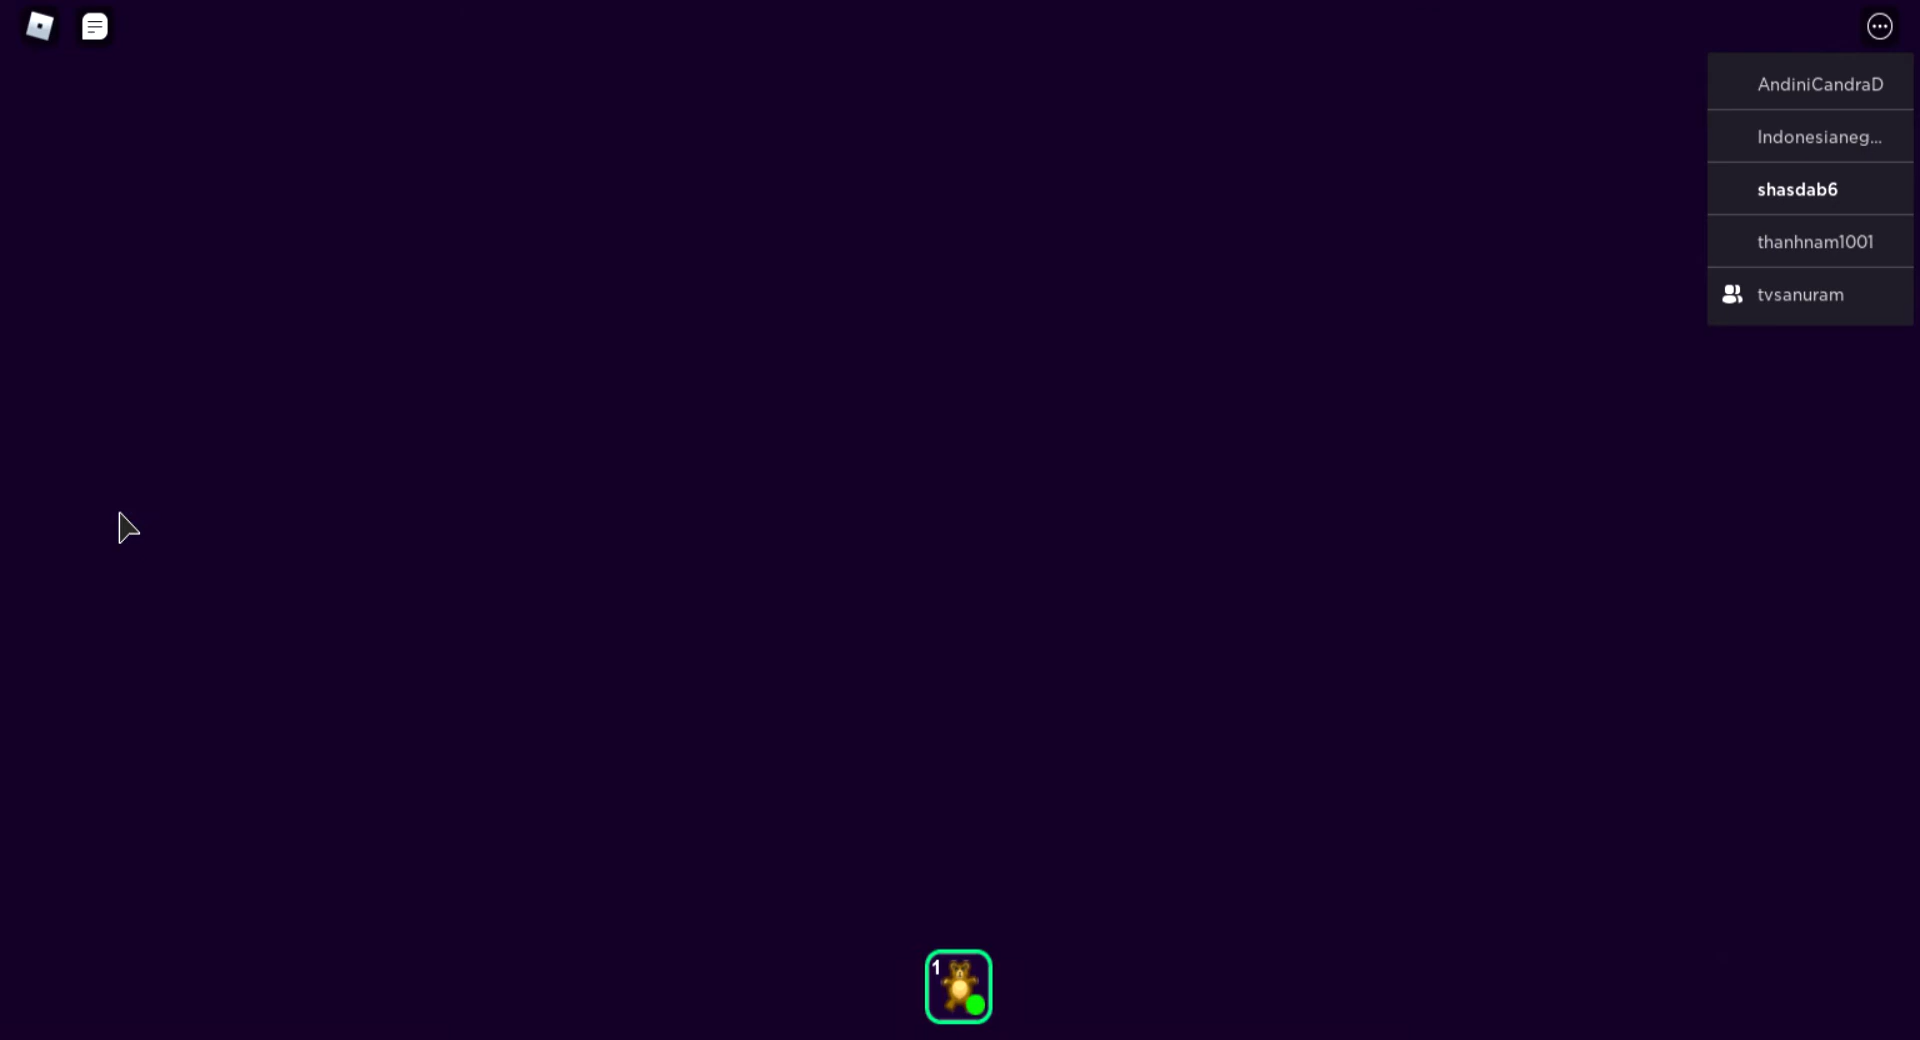 AndiniCandraD
Indonesianeg...
shasdab6
thanhnam1001
tvsanuram
1